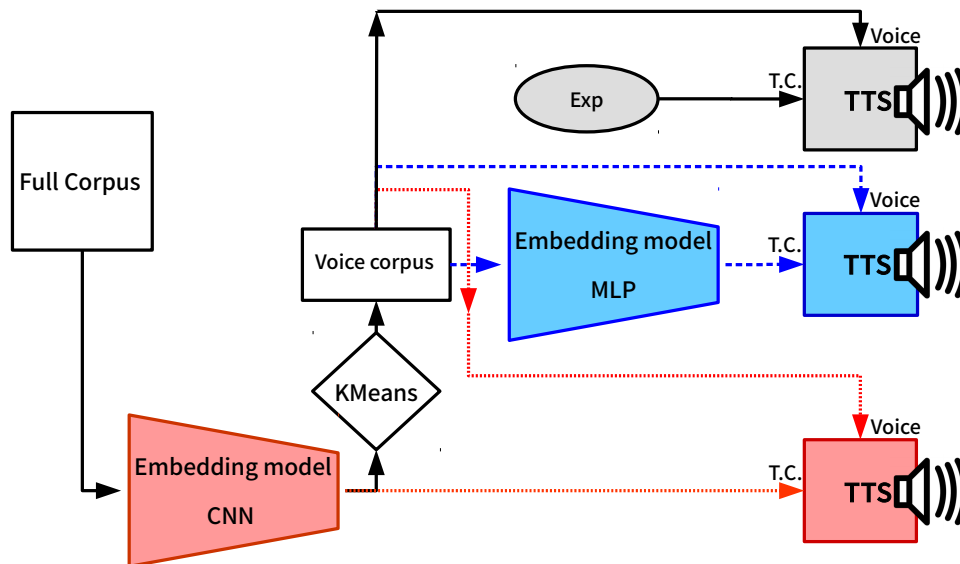 Voice
T.C.
TTS
Exp
Full Corpus
Voice
Embedding model
MLP
T.C.
TTS
Voice corpus
KMeans
Voice
Embedding model
CNN
T.C.
TTS